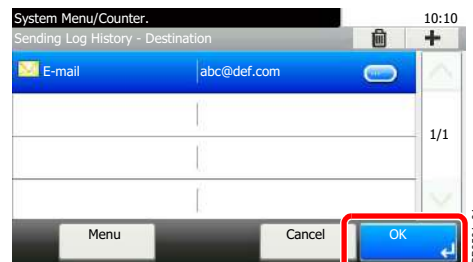 System Menu/Counter. 10:10
Sending Log History - Destination
E-mail abc@def.com
1/1
Menu Cancel OK